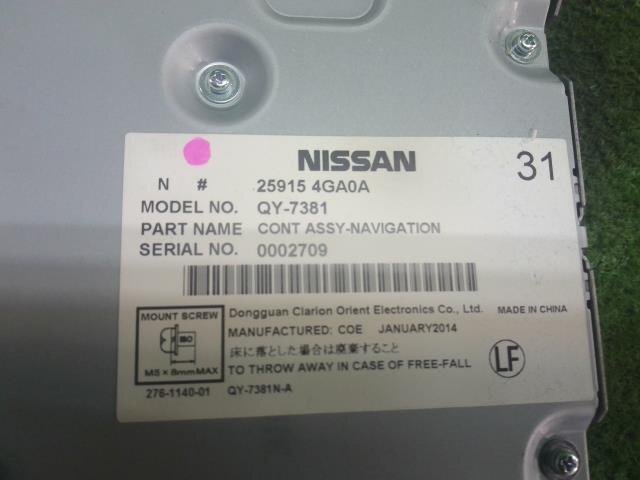 NISSAN
31
N # 25915 4GA0A
MODEL NO. QY-7381
PART NAME CONT ASSY-NAVIGATION
SERIAL NO. 0002709
MOUNT SCREW
ISO
M5×8mmMAX
Dongguan Clarion Orient Electronics Co., Ltd. MADE IN CHINA
MANUFACTURED: COE JANUARY2014
床に落とした場合は廃棄すること
TO THROW AWAY IN CASE OF FREE-FALL
LF
276-1140-01 QY-7381N-A